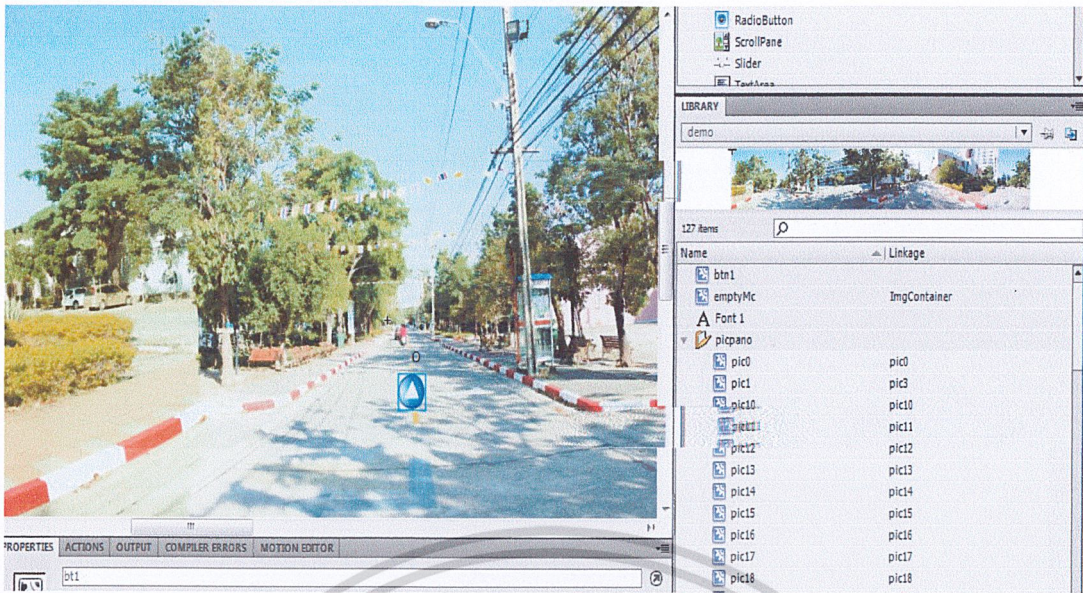 RadioButton
ScrollPane
Slider
TextArea
LIBRARY
demo
127 items
Name Linkage
btn1
emptyMc ImgContainer
A Font 1
picpano
pic0 pic0
pic1 pic3
pic10 pic10
pic11 pic11
pic12 pic12
pic13 pic13
pic14 pic14
pic15 pic15
pic16 pic16
pic17 pic17
pic18 pic18
PROPERTIES ACTIONS OUTPUT COMPILER ERRORS MOTION EDITOR
bt1